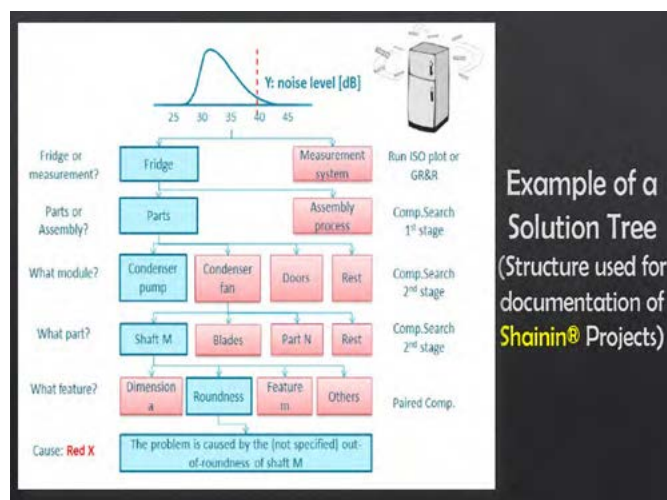 Y: noise level [dB]
25 30 35 40 45
Fridge or
measurement?
Fridge
Measurement
system
Run ISO plot or
GR&R
Parts or
Assembly?
Parts
Assembly
process
Comp.Search
1st stage
What module?
Condenser
pump
Condenser
fan
Doors
Rest
Comp.Search
2nd stage
What part?
Shaft M
Blades
Part N
Rest
Comp.Search
2nd stage
What feature?
Dimension
a
Roundness
Feature
m
Others
Paired Comp.
Cause: Red X
The problem is caused by the (not specified) out-
of-roundness of shaft M
Example of a
Solution Tree
(Structure used for
documentation of
Shainin® Projects)